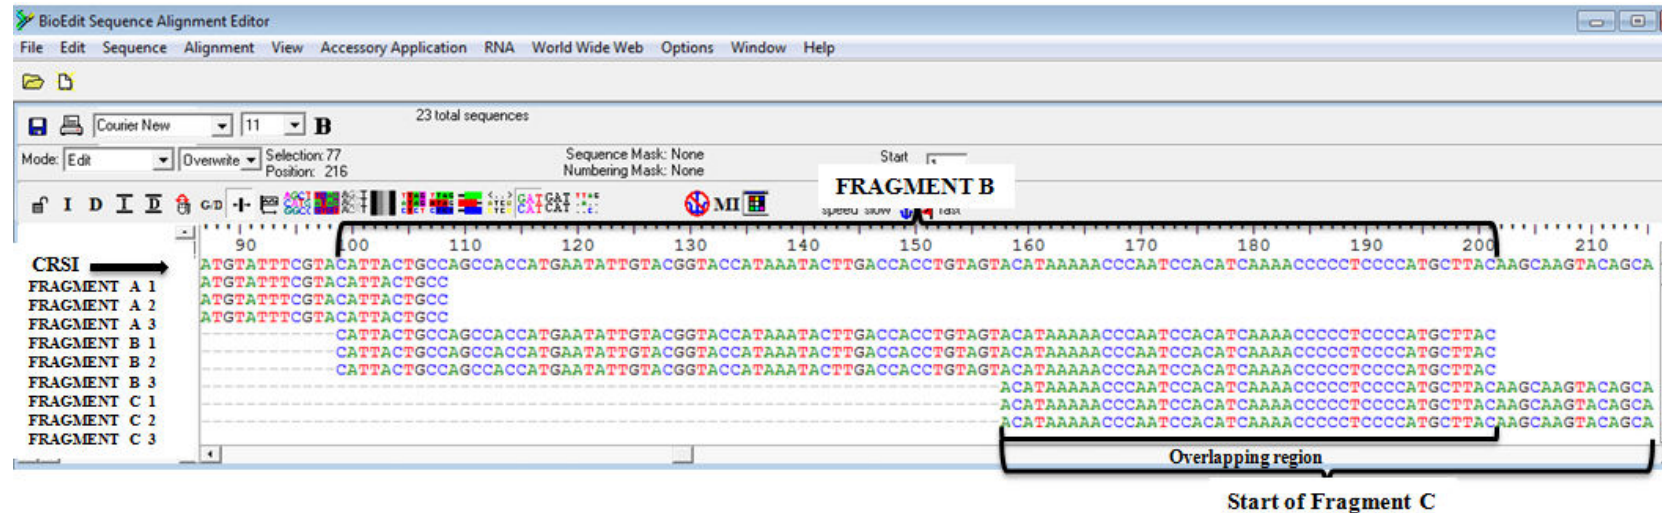 BioEdit Sequence Alignment Editor
File Edit Sequence Alignment View Accessory Application RNA World Wide Web Options Window Help
Courier New 11 B 23 total sequences
Mode: Edit Overwrite Selection: 77 Sequence Mask: None Start
Position: 216 Numbering Mask: None
FRAGMENT B
I D I D G/D MI speed slow fast
90 100 110 120 130 140 150 160 170 180 190 200 210
CRSI ATGTATTTCGTACATTACTGCCAGCCACCATGAATATTGTACGGTACCATAAATACTTGACCACCTGTAGTACATAAAAACCCAATCCACATCAAAACCCCCTCCCCATGCTTACAAGCAAGTACAGCA
FRAGMENT A 1 ATGTATTTCGTACATTACTGCC
FRAGMENT A 2 ATGTATTTCGTACATTACTGCC
FRAGMENT A 3 ATGTATTTCGTACATTACTGCC
FRAGMENT B 1 CATTACTGCCAGCCACCATGAATATTGTACGGTACCATAAATACTTGACCACCTGTAGTACATAAAAACCCAATCCACATCAAAACCCCCTCCCCATGCTTAC
FRAGMENT B 2 CATTACTGCCAGCCACCATGAATATTGTACGGTACCATAAATACTTGACCACCTGTAGTACATAAAAACCCAATCCACATCAAAACCCCCTCCCCATGCTTAC
FRAGMENT B 3 CATTACTGCCAGCCACCATGAATATTGTACGGTACCATAAATACTTGACCACCTGTAGTACATAAAAACCCAATCCACATCAAAACCCCCTCCCCATGCTTAC
FRAGMENT C 1 ACATAAAAACCCAATCCACATCAAAACCCCCTCCCCATGCTTACAAGCAAGTACAGCA
FRAGMENT C 2 ACATAAAAACCCAATCCACATCAAAACCCCCTCCCCATGCTTACAAGCAAGTACAGCA
FRAGMENT C 3 ACATAAAAACCCAATCCACATCAAAACCCCCTCCCCATGCTTACAAGCAAGTACAGCA
Overlapping region
Start of Fragment C